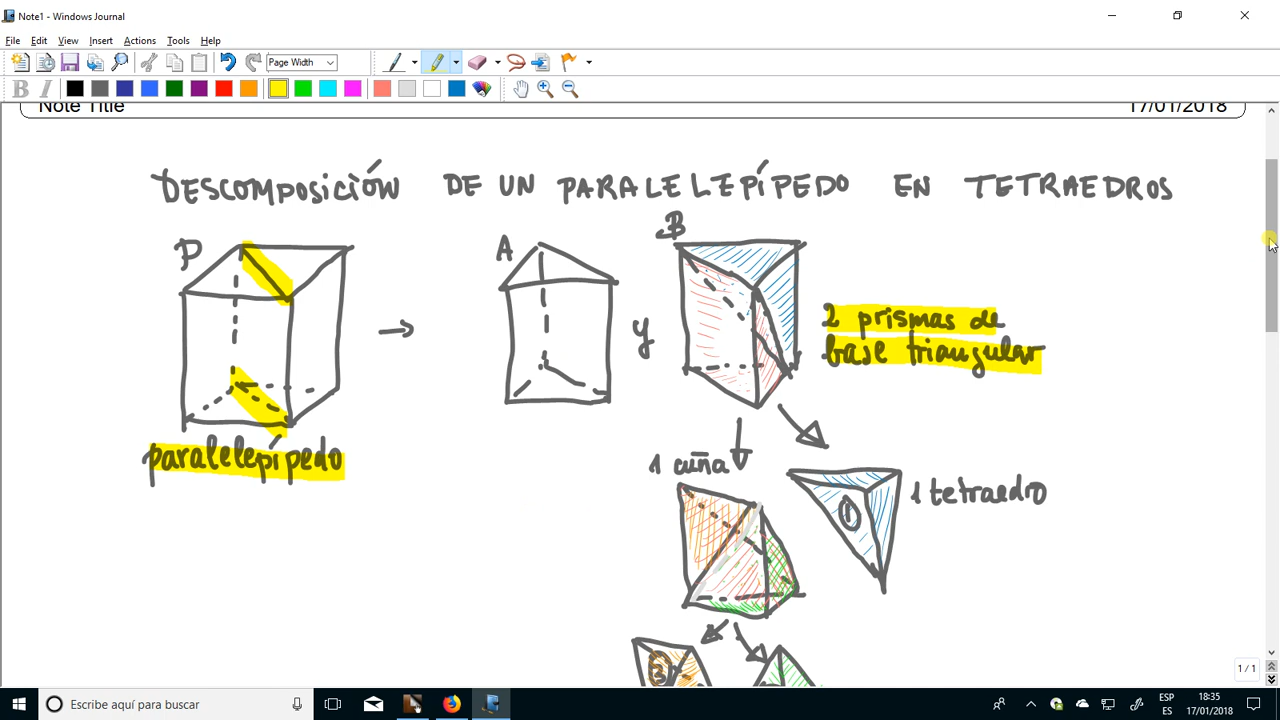 Note1 - Windows Journal
File Edit View Insert Actions Tools Help
Page Width
B I
Note Title
17/01/2018
DESCOMPOSICIÓN DE UN PARALELEPÍPEDO EN TETRAEDROS
P
A
B
y
2 prismas de
base triangular
paralelepípedo
1 cuña
1 tetraedro
1
3
1 / 1
Escribe aquí para buscar
ESP
ES
18:35
17/01/2018